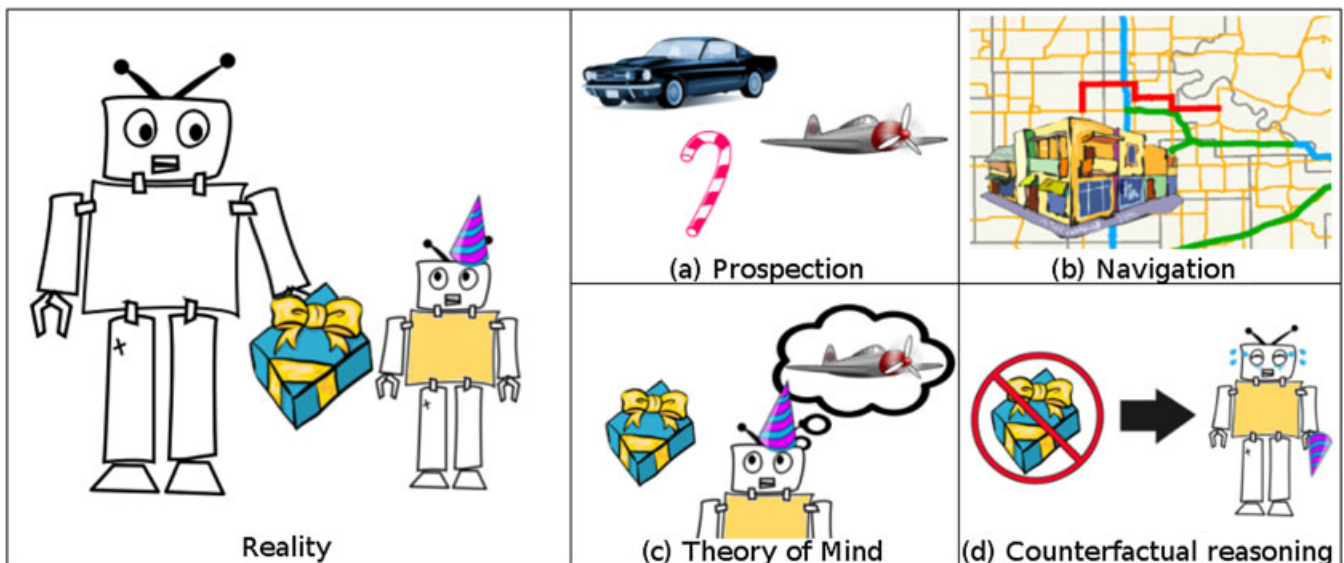 Reality
(a) Prospection
(b) Navigation
(c) Theory of Mind
(d) Counterfactual reasoning